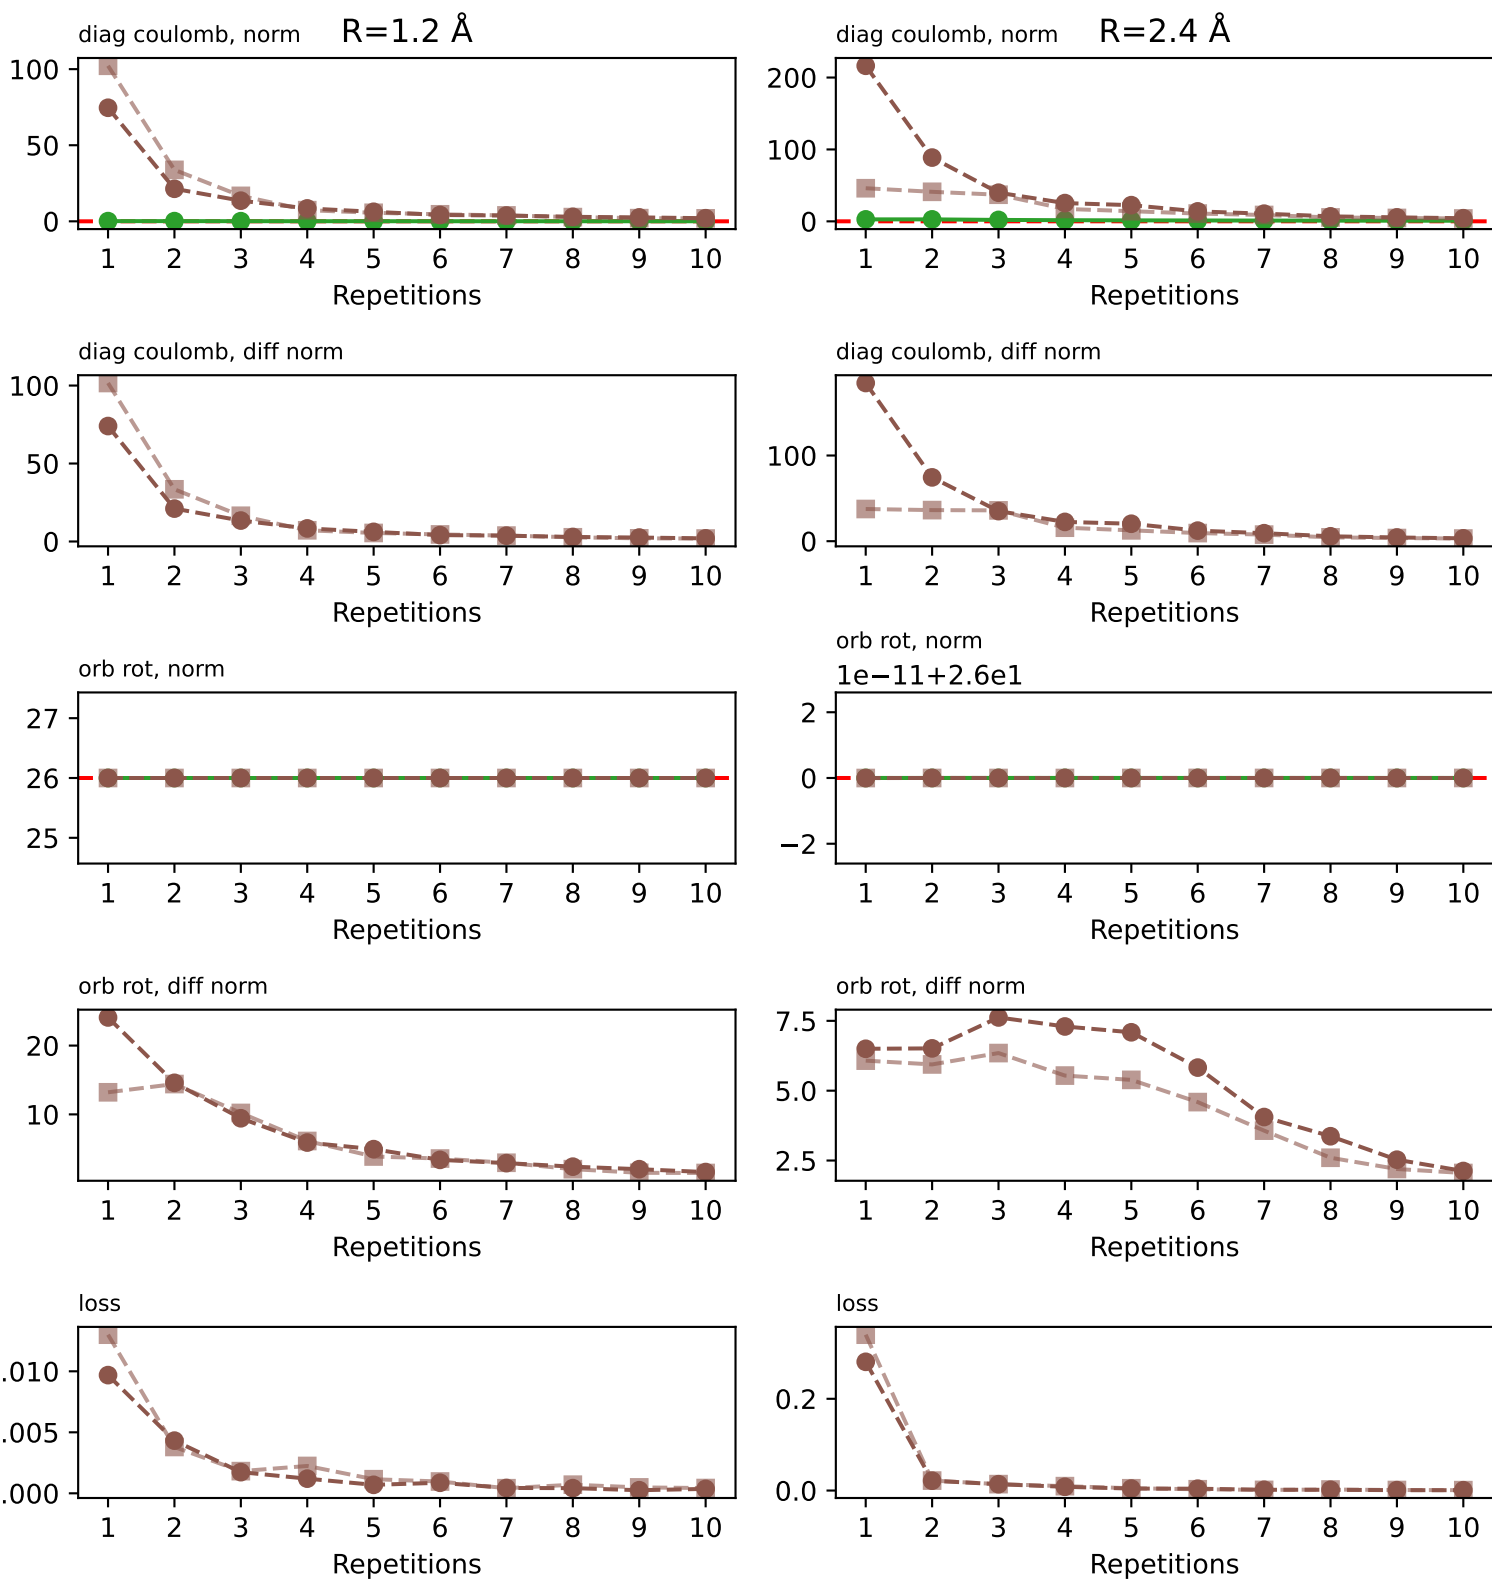 diag coulomb, norm R=1.2 Å
100
50
0
1 2 3 4 5 6 7 8 9 10
Repetitions
diag coulomb, norm R=2.4 Å
200
100
0
1 2 3 4 5 6 7 8 9 10
Repetitions
diag coulomb, diff norm
100
50
0
1 2 3 4 5 6 7 8 9 10
Repetitions
diag coulomb, diff norm
100
0
1 2 3 4 5 6 7 8 9 10
Repetitions
orb rot, norm
27
26
25
1 2 3 4 5 6 7 8 9 10
Repetitions
orb rot, norm
1e−11+2.6e1
2
0
−2
1 2 3 4 5 6 7 8 9 10
Repetitions
orb rot, diff norm
20
10
1 2 3 4 5 6 7 8 9 10
Repetitions
orb rot, diff norm
7.5
5.0
2.5
1 2 3 4 5 6 7 8 9 10
Repetitions
loss
.010
.005
.000
1 2 3 4 5 6 7 8 9 10
Repetitions
loss
0.2
0.0
1 2 3 4 5 6 7 8 9 10
Repetitions